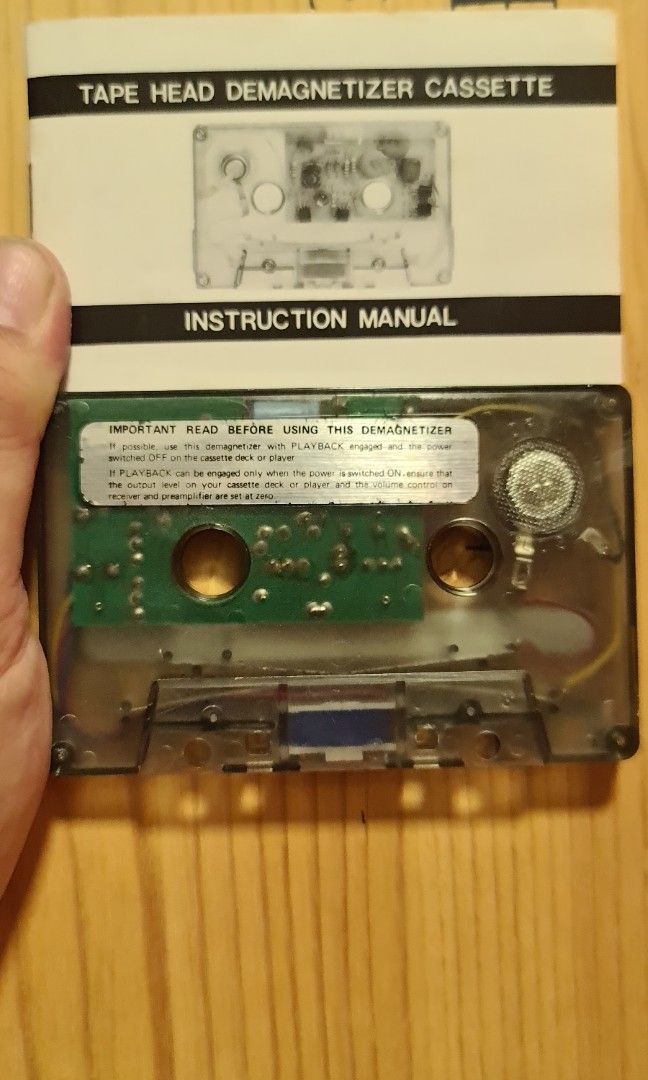 TAPE HEAD DEMAGNETIZER CASSETTE
INSTRUCTION MANUAL
IMPORTANT READ BEFORE USING THIS DEMAGNETIZER
If possible, use this demagnetizer with PLAYBACK engaged and the power
switched OFF on the cassette deck or player.
If PLAYBACK can be engaged only when the power is switched ON, ensure that
the output level on your cassette deck or player and the volume control on
receiver and preamplifier are set at zero.